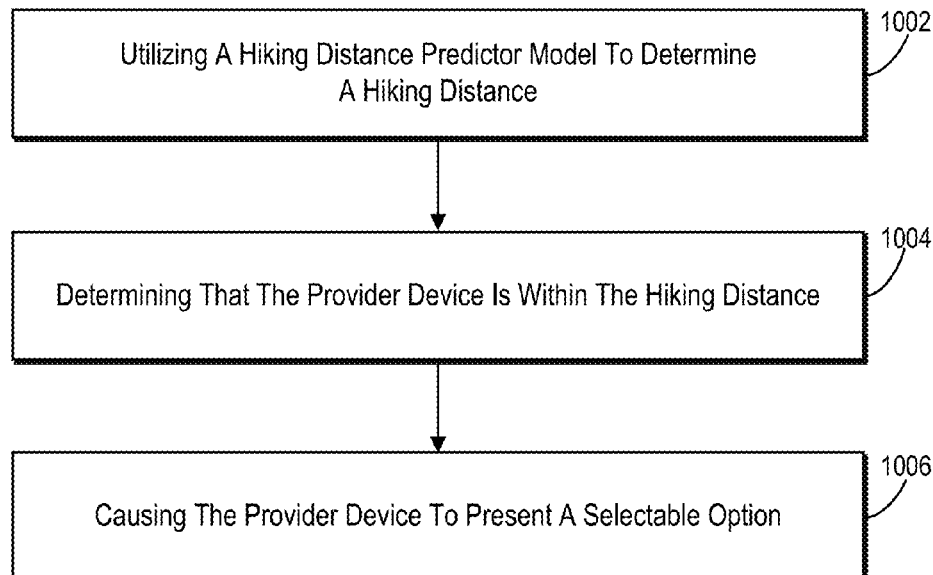 1002
Utilizing A Hiking Distance Predictor Model To Determine
A Hiking Distance
1004
Determining That The Provider Device Is Within The Hiking Distance
1006
Causing The Provider Device To Present A Selectable Option